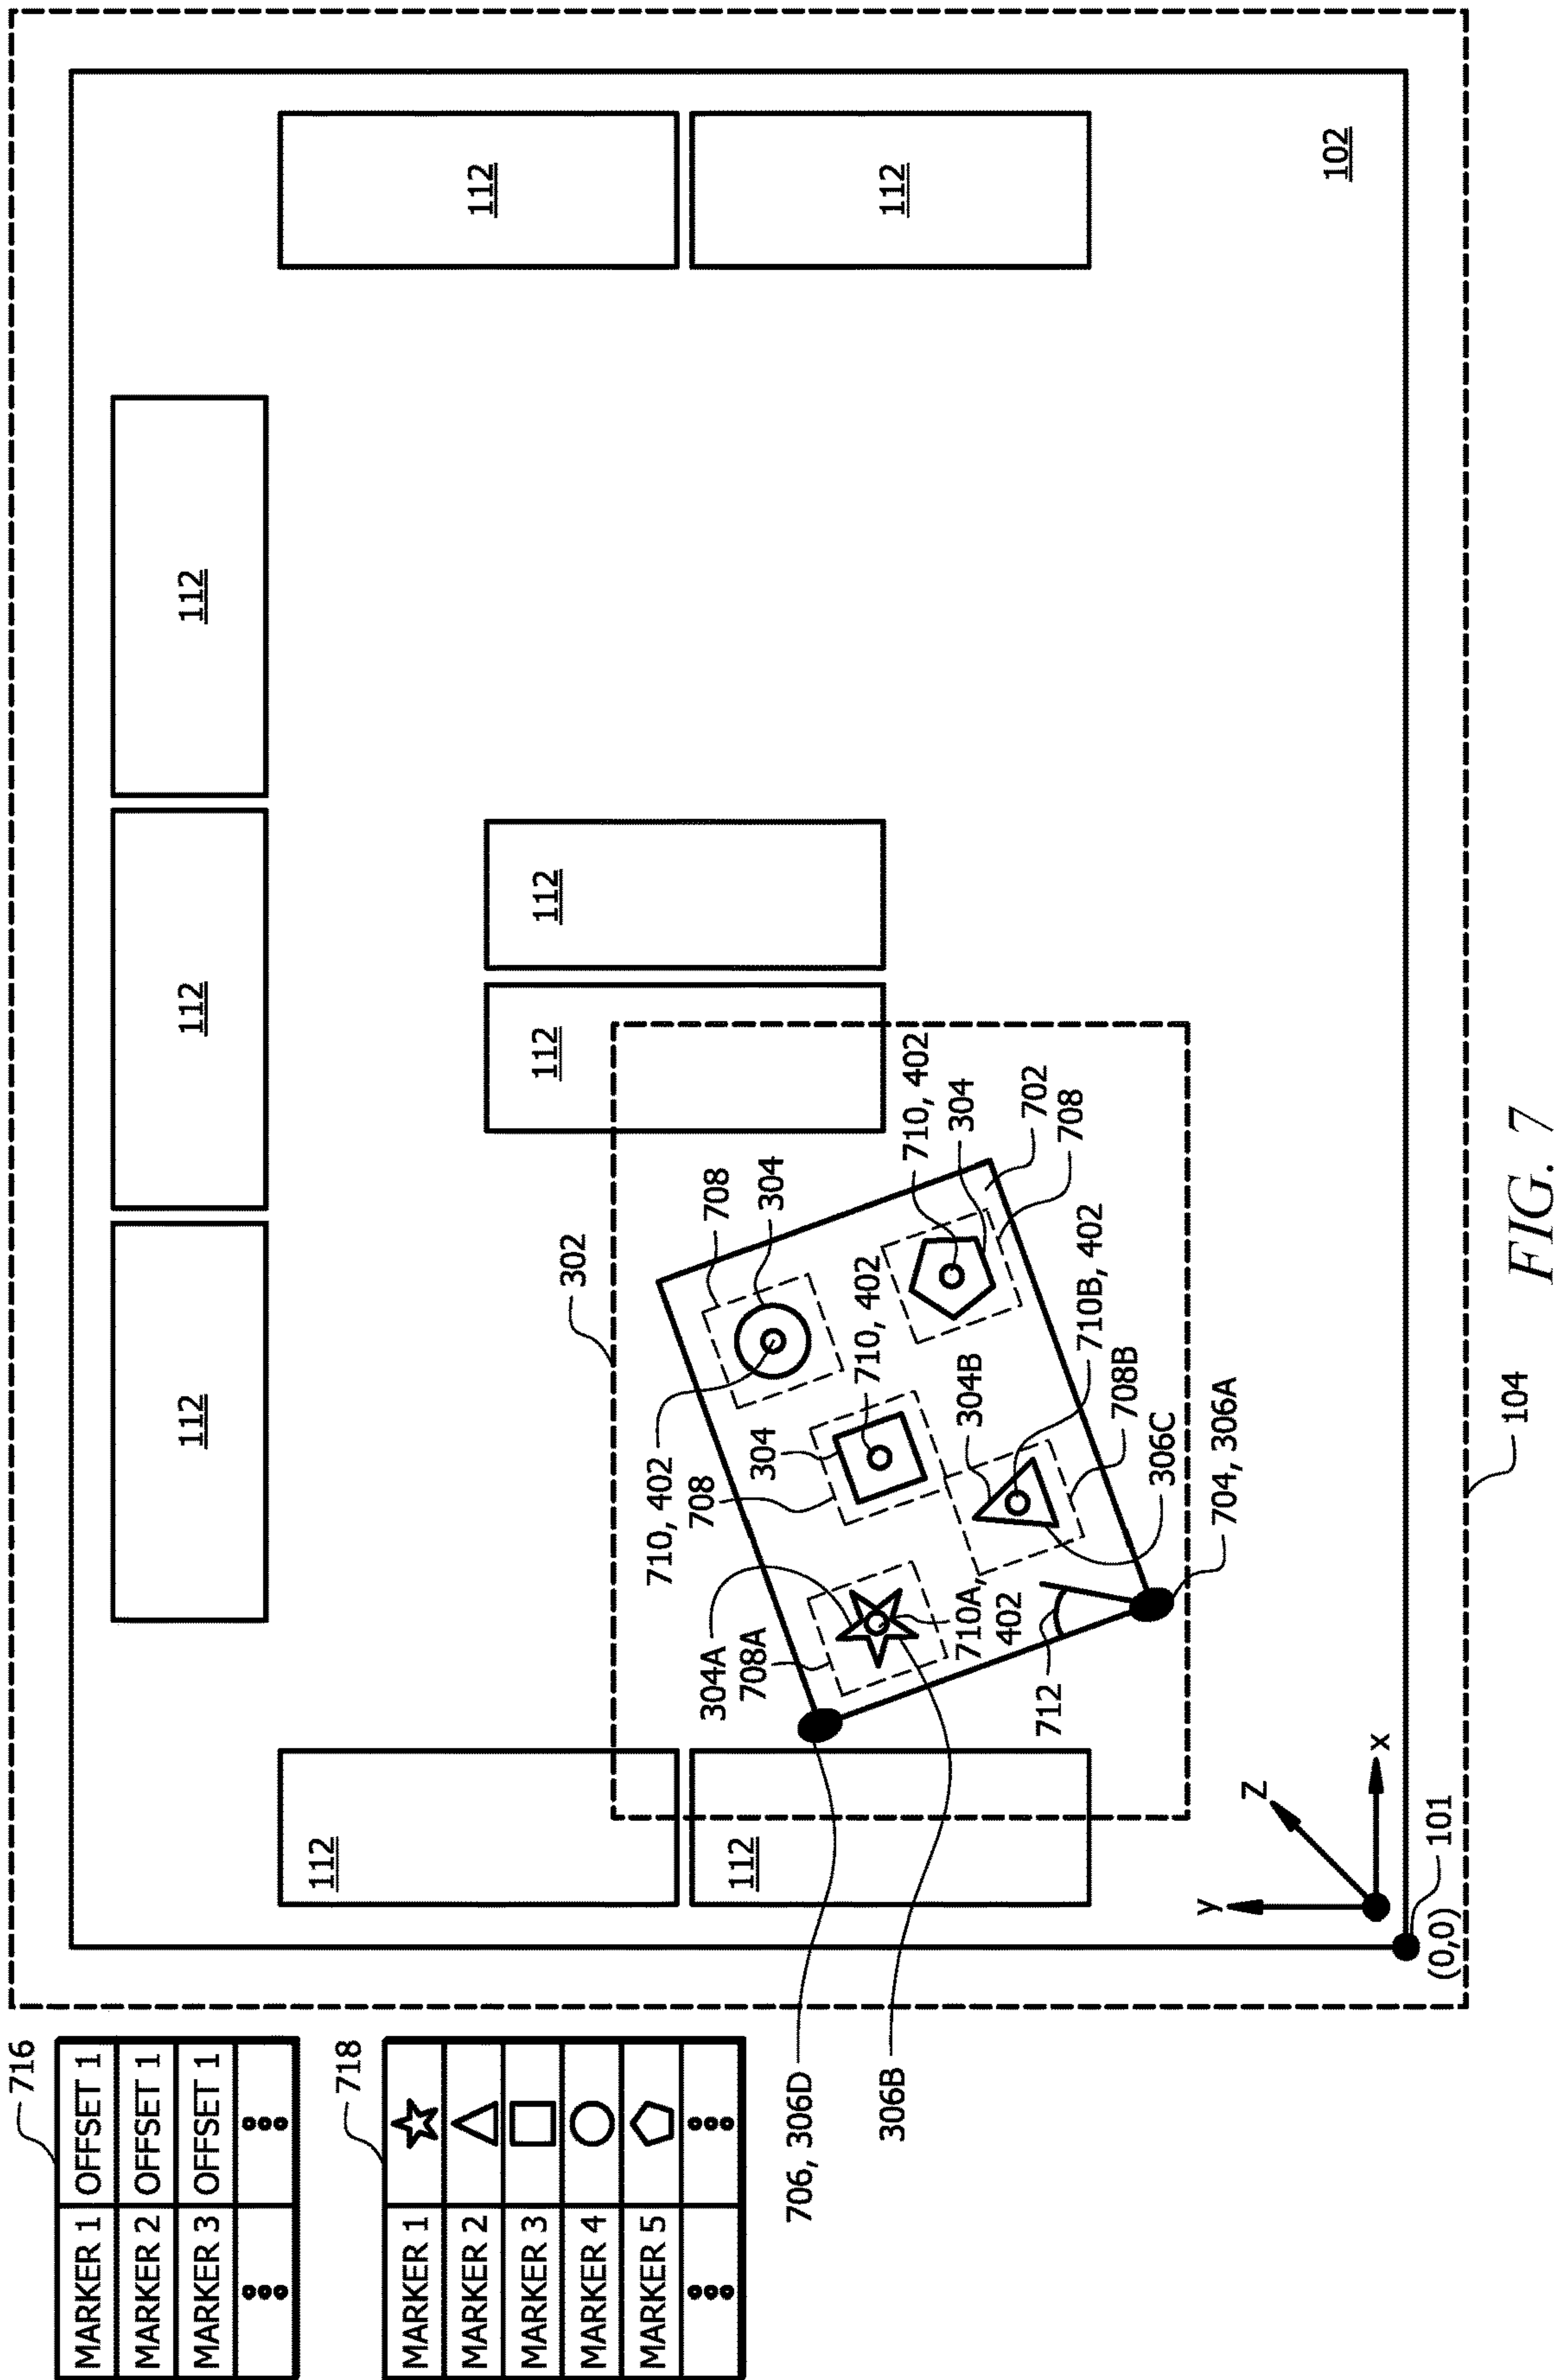 716
MARKER 1 OFFSET 1
MARKER 2 OFFSET 1
MARKER 3 OFFSET 1
718
MARKER 1
MARKER 2
MARKER 3
MARKER 4
MARKER 5
706, 306D
306B
112
112
112
112
112
112
112
112
112
102
302
304A
708A
710A,
402
712
710, 402
708
304
710, 402
708
304
710, 402
304
702
708
304B
710B, 402
708B
306C
704, 306A
y
Z
x
(0,0)
101
104
FIG. 7